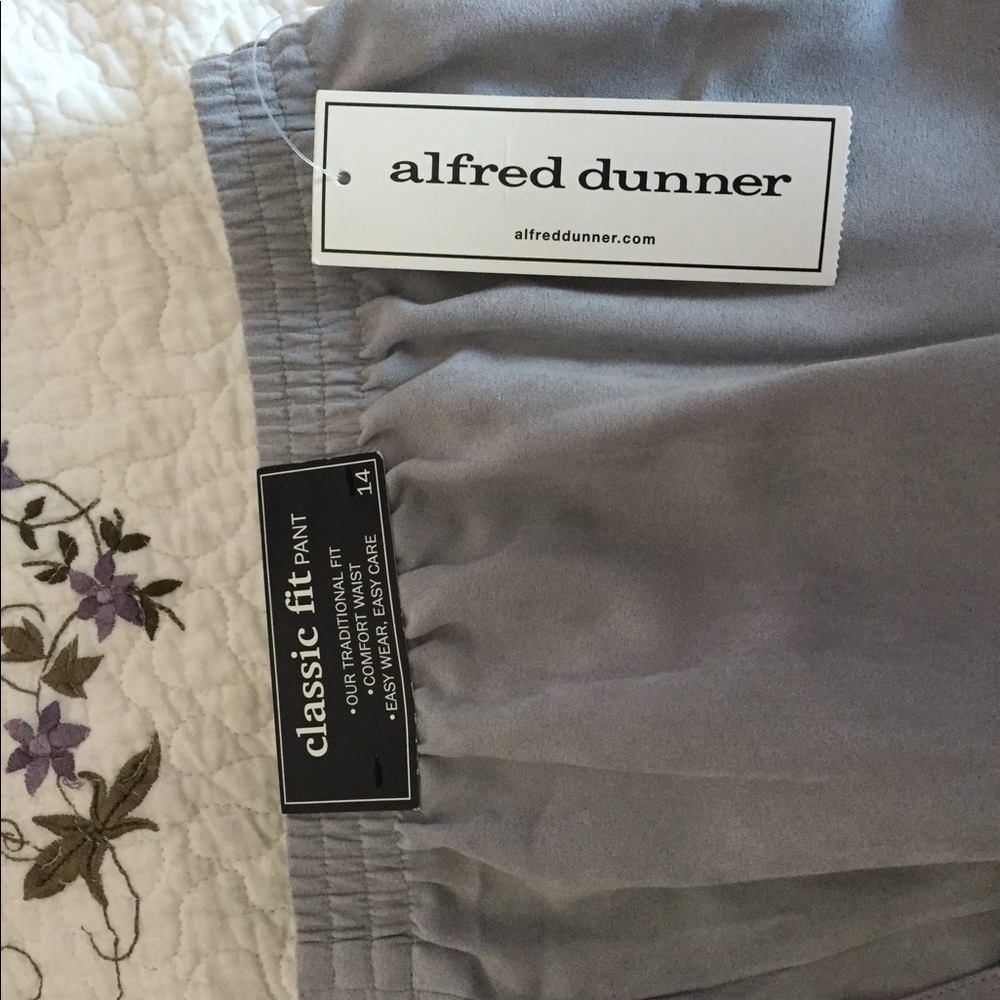 alfred dunner
alfreddunner.com
classic fit PANT
• OUR TRADITIONAL FIT
• COMFORT WAIST
• EASY WEAR, EASY CARE
14